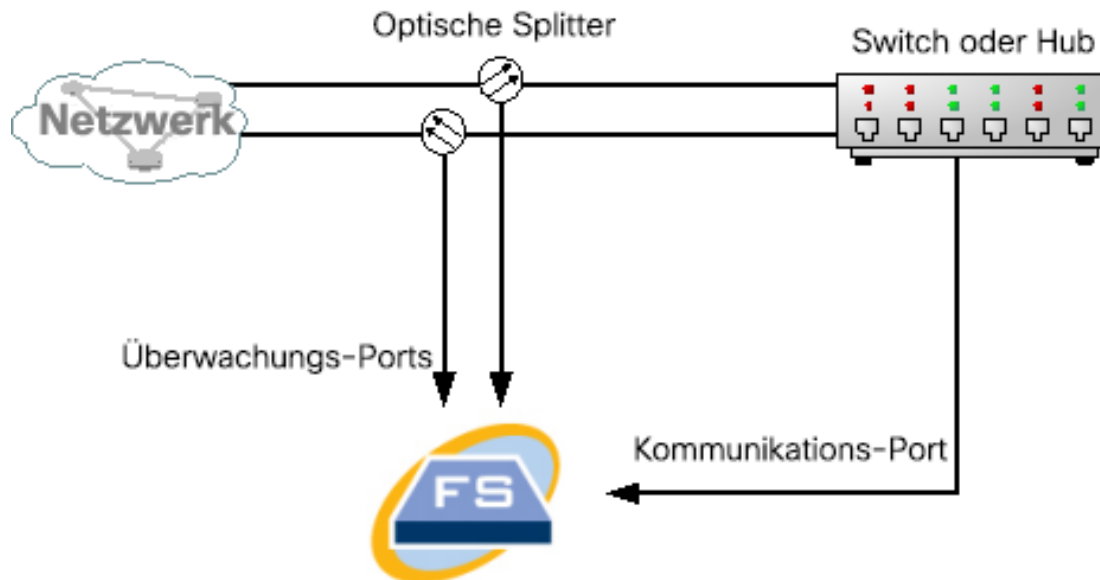 Optische Splitter
Switch oder Hub
Netzwerk
Überwachungs-Ports
Kommunikations-Port
FS